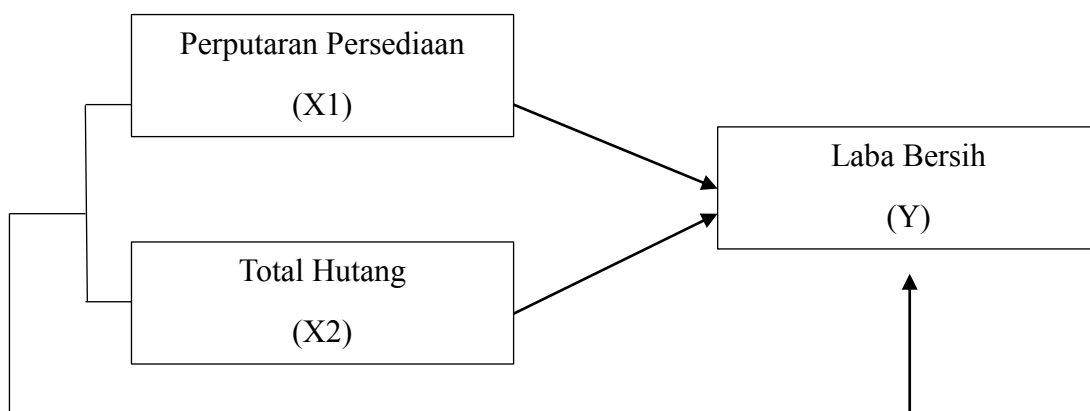 Perputaran Persediaan
(X1)
Laba Bersih
(Y)
Total Hutang
(X2)